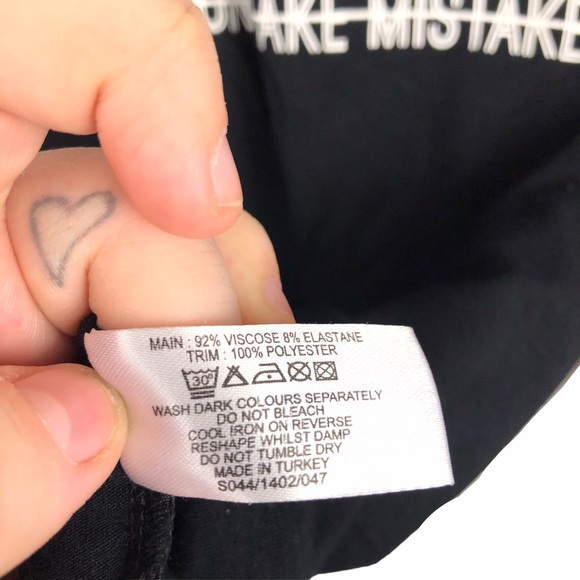 AKE MISTAKE
MAIN : 92% VISCOSE 8% ELASTANE
TRIM : 100% POLYESTER
30°
WASH DARK COLOURS SEPARATELY
DO NOT BLEACH
COOL IRON ON REVERSE
RESHAPE WHILST DAMP
DO NOT TUMBLE DRY
MADE IN TURKEY
S044/1402/047